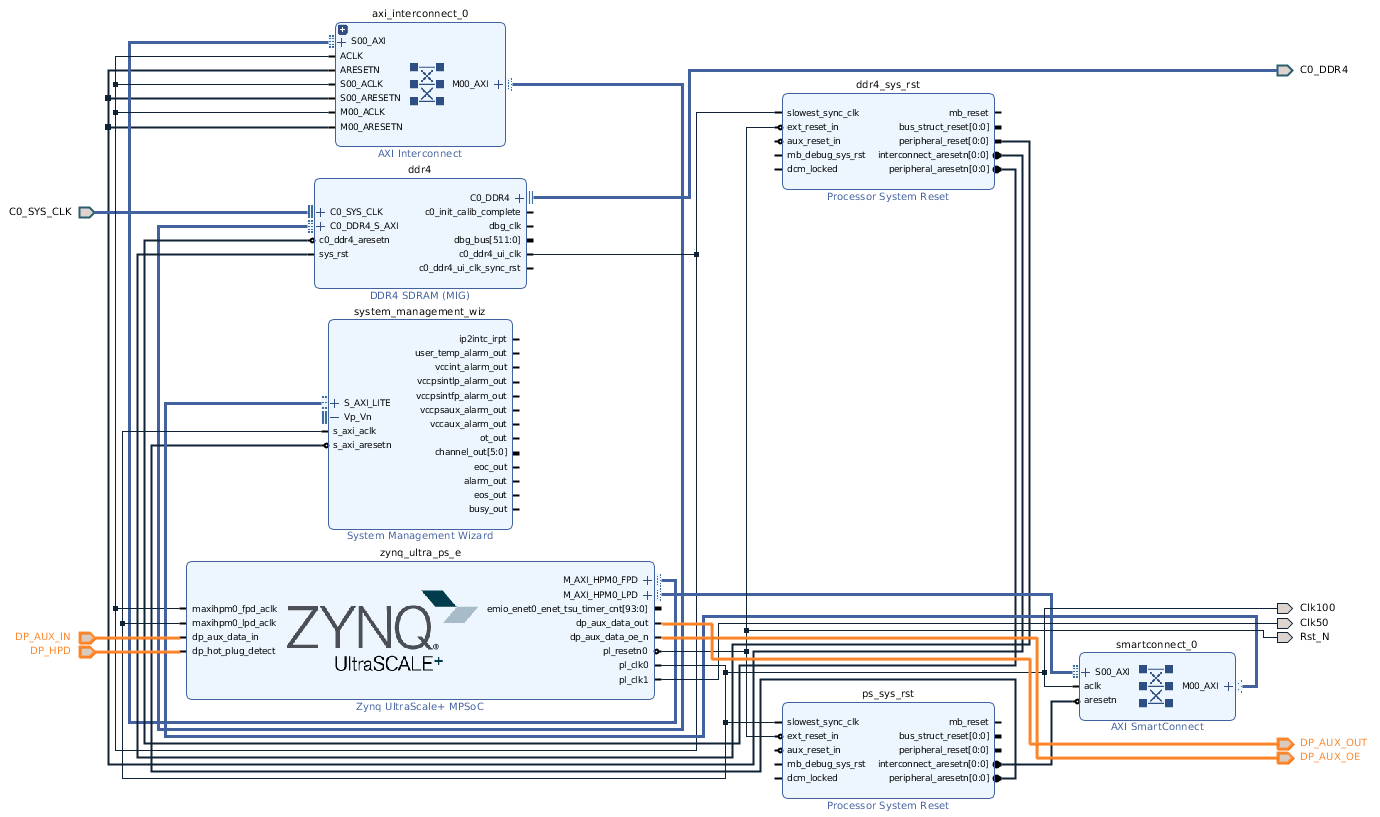 axi_interconnect_0
S00_AXI
ACLK
ARESETN
S00_ACLK
S00_ARESETN
M00_ACLK
M00_ARESETN
M00_AXI
AXI Interconnect
C0_DDR4
ddr4_sys_rst
slowest_sync_clk
ext_reset_in
aux_reset_in
mb_debug_sys_rst
dcm_locked
mb_reset
bus_struct_reset[0:0]
peripheral_reset[0:0]
interconnect_aresetn[0:0]
peripheral_aresetn[0:0]
Processor System Reset
ddr4
C0_SYS_CLK
C0_SYS_CLK
C0_DDR4_S_AXI
c0_ddr4_aresetn
sys_rst
C0_DDR4
c0_init_calib_complete
dbg_clk
dbg_bus[511:0]
c0_ddr4_ui_clk
c0_ddr4_ui_clk_sync_rst
DDR4 SDRAM (MIG)
system_management_wiz
S_AXI_LITE
Vp_Vn
s_axi_aclk
s_axi_aresetn
ip2intc_irpt
user_temp_alarm_out
vccint_alarm_out
vccpsintlp_alarm_out
vccpsintfp_alarm_out
vccpsaux_alarm_out
vccaux_alarm_out
ot_out
channel_out[5:0]
eoc_out
alarm_out
eos_out
busy_out
System Management Wizard
zynq_ultra_ps_e
DP_AUX_IN
DP_HPD
maxihpm0_fpd_aclk
maxihpm0_lpd_aclk
dp_aux_data_in
dp_hot_plug_detect
ZYNQ®
UltraSCALE+
M_AXI_HPM0_FPD
M_AXI_HPM0_LPD
emio_enet0_enet_tsu_timer_cnt[93:0]
dp_aux_data_out
dp_aux_data_oe_n
pl_resetn0
pl_clk0
pl_clk1
Zynq UltraScale+ MPSoC
Clk100
Clk50
Rst_N
smartconnect_0
S00_AXI
aclk
aresetn
M00_AXI
AXI SmartConnect
ps_sys_rst
slowest_sync_clk
ext_reset_in
aux_reset_in
mb_debug_sys_rst
dcm_locked
mb_reset
bus_struct_reset[0:0]
peripheral_reset[0:0]
interconnect_aresetn[0:0]
peripheral_aresetn[0:0]
Processor System Reset
DP_AUX_OUT
DP_AUX_OE